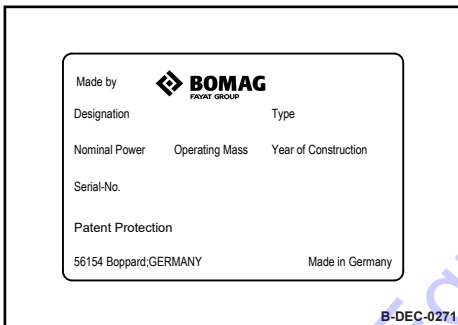 Made by BOMAG
FAYAT GROUP
Designation Type
Nominal Power Operating Mass Year of Construction
Serial-No.
Patent Protection
56154 Boppard;GERMANY Made in Germany
B-DEC-0271